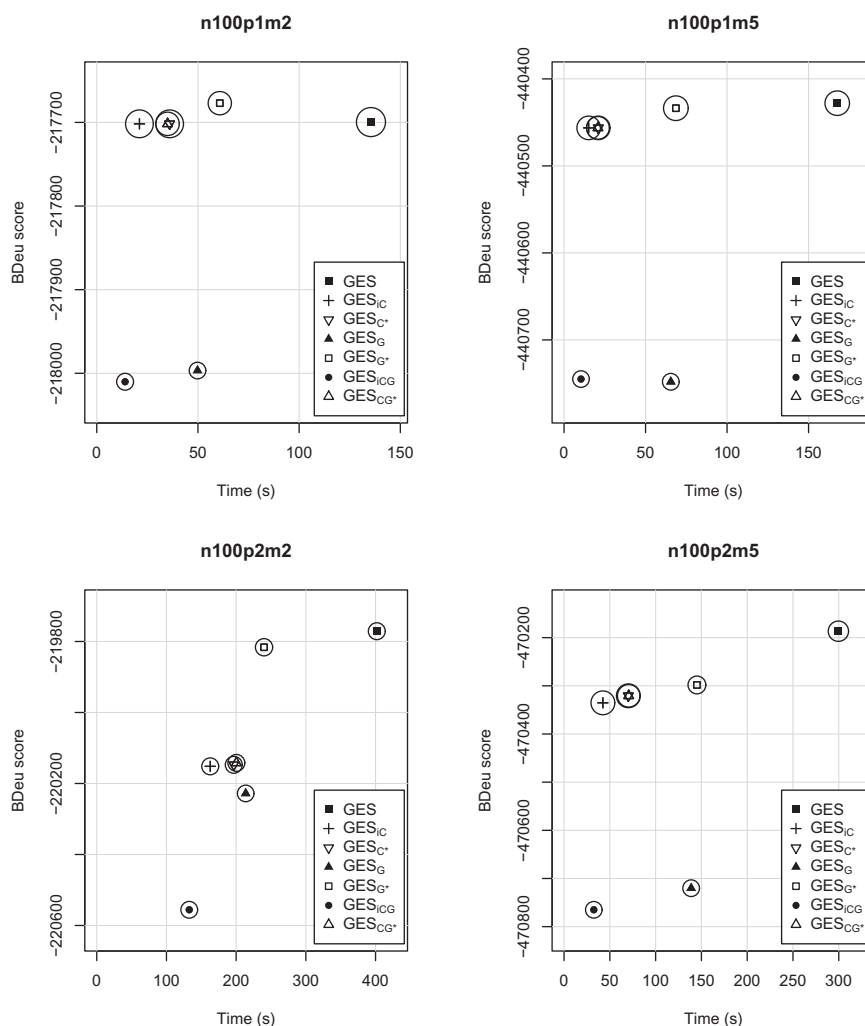 n100p1m2
BDeu score
−217700
−217800
−217900
−218000
0 50 100 150
Time (s)
GES
GES_iC
GES_C*
GES_G
GES_G*
GES_iCG
GES_CG*
n100p1m5
BDeu score
−440400
−440500
−440600
−440700
0 50 100 150
Time (s)
GES
GES_iC
GES_C*
GES_G
GES_G*
GES_iCG
GES_CG*
n100p2m2
BDeu score
−219800
−220200
−220600
0 100 200 300 400
Time (s)
GES
GES_iC
GES_C*
GES_G
GES_G*
GES_iCG
GES_CG*
n100p2m5
BDeu score
−470200
−470400
−470600
−470800
0 50 100 150 200 250 300
Time (s)
GES
GES_iC
GES_C*
GES_G
GES_G*
GES_iCG
GES_CG*